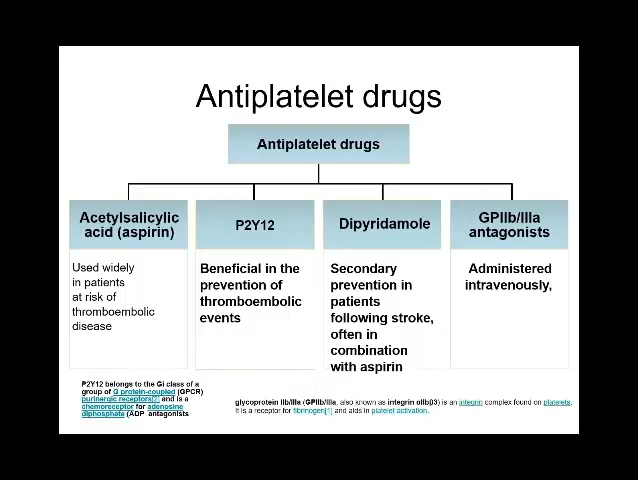 Antiplatelet drugs
Antiplatelet drugs
Acetylsalicylic
acid (aspirin)
P2Y12
Dipyridamole
GPIIb/IIIa
antagonists
Used widely
in patients
at risk of
thromboembolic
disease
Beneficial in the
prevention of
thromboembolic
events
Secondary
prevention in
patients
following stroke,
often in
combination
with aspirin
Administered
intravenously,
P2Y12 belongs to the Gi class of a
group of G protein-coupled (GPCR)
purinergic receptors[2] and is a
chemoreceptor for adenosine
diphosphate (ADP antagonists
glycoprotein IIb/IIIa (GPIIb/IIIa, also known as integrin αIIbβ3) is an integrin complex found on platelets.
It is a receptor for fibrinogen[1] and aids in platelet activation.